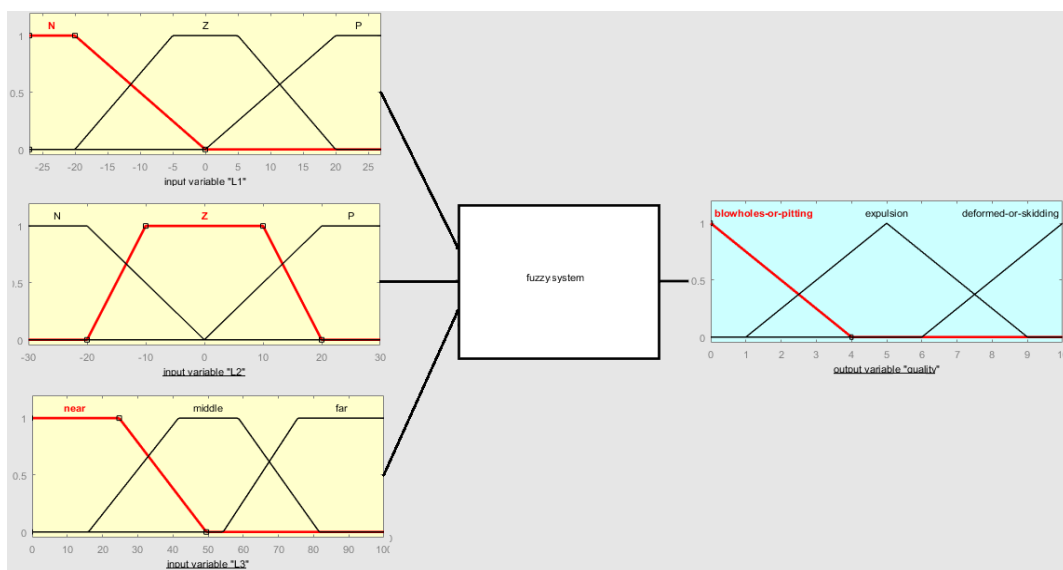 N Z P
1
0.5
0
-25 -20 -15 -10 -5 0 5 10 15 20 25
input variable "L1"
N Z P
1
0.5
0
-30 -20 -10 0 10 20 30
input variable "L2"
near middle far
1
0.5
0
0 10 20 30 40 50 60 70 80 90 100
input variable "L3"
fuzzy system
blowholes-or-pitting expulsion deformed-or-skidding
1
0.5
0
0 1 2 3 4 5 6 7 8 9 10
output variable "quality"